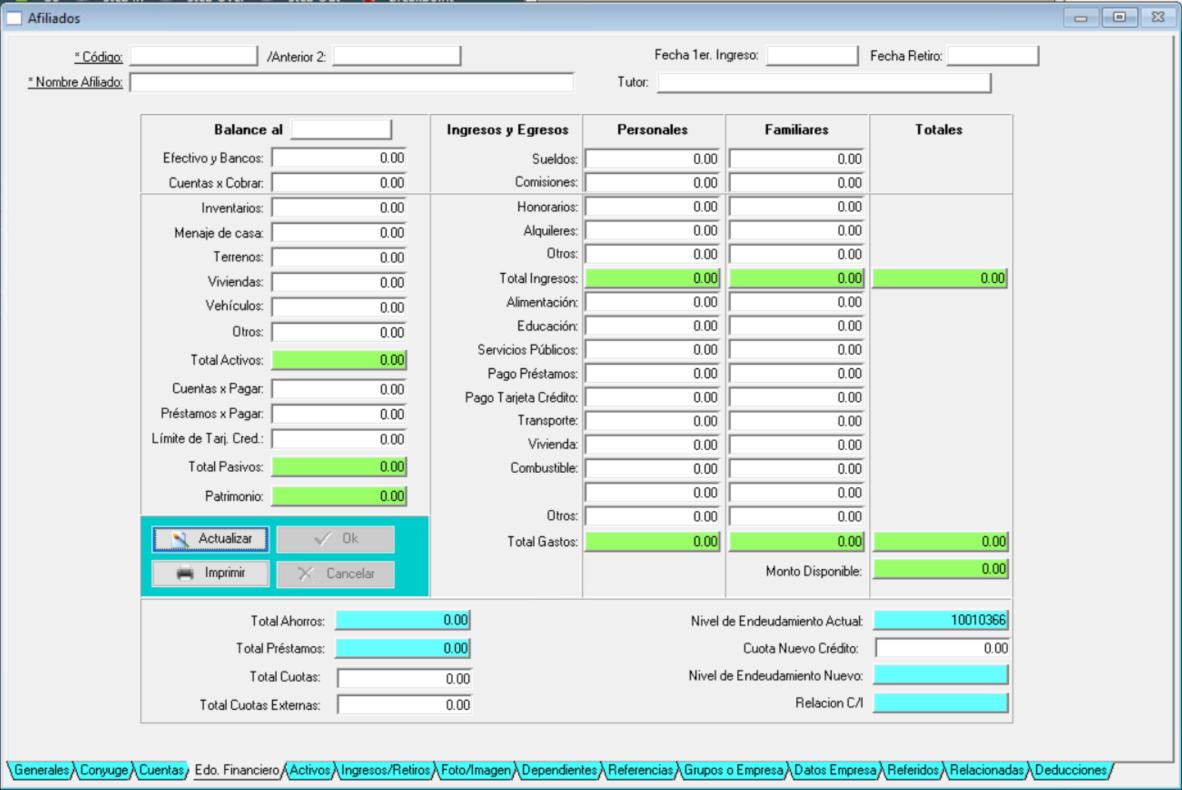 Afiliados
* Código: /Anterior 2: Fecha 1er. Ingreso: Fecha Retiro:
* Nombre Afiliado: Tutor:
Balance al Ingresos y Egresos Personales Familiares Totales
Efectivo y Bancos: 0.00 Sueldos: 0.00 0.00
Cuentas x Cobrar: 0.00 Comisiones: 0.00 0.00
Inventarios: 0.00 Honorarios: 0.00 0.00
Menaje de casa: 0.00 Alquileres: 0.00 0.00
Terrenos: 0.00 Otros: 0.00 0.00
Viviendas: 0.00 Total Ingresos: 0.00 0.00 0.00
Vehículos: 0.00 Alimentación: 0.00 0.00
Otros: 0.00 Educación: 0.00 0.00
Total Activos: 0.00 Servicios Públicos: 0.00 0.00
Cuentas x Pagar: 0.00 Pago Préstamos: 0.00 0.00
Préstamos x Pagar: 0.00 Pago Tarjeta Crédito: 0.00 0.00
Límite de Tarj. Cred.: 0.00 Transporte: 0.00 0.00
Total Pasivos: 0.00 Vivienda: 0.00 0.00
Patrimonio: 0.00 Combustible: 0.00 0.00
0.00 0.00
Otros: 0.00 0.00
Actualizar Ok Total Gastos: 0.00 0.00 0.00
Imprimir Cancelar Monto Disponible: 0.00
Total Ahorros: 0.00 Nivel de Endeudamiento Actual: 10010366
Total Préstamos: 0.00 Cuota Nuevo Crédito: 0.00
Total Cuotas: 0.00 Nivel de Endeudamiento Nuevo:
Total Cuotas Externas: 0.00 Relacion C/I
Generales Conyuge Cuentas Edo. Financiero Activos Ingresos/Retiros Foto/Imagen Dependientes Referencias Grupos o Empresa Datos Empresa Referidos Relacionadas Deducciones